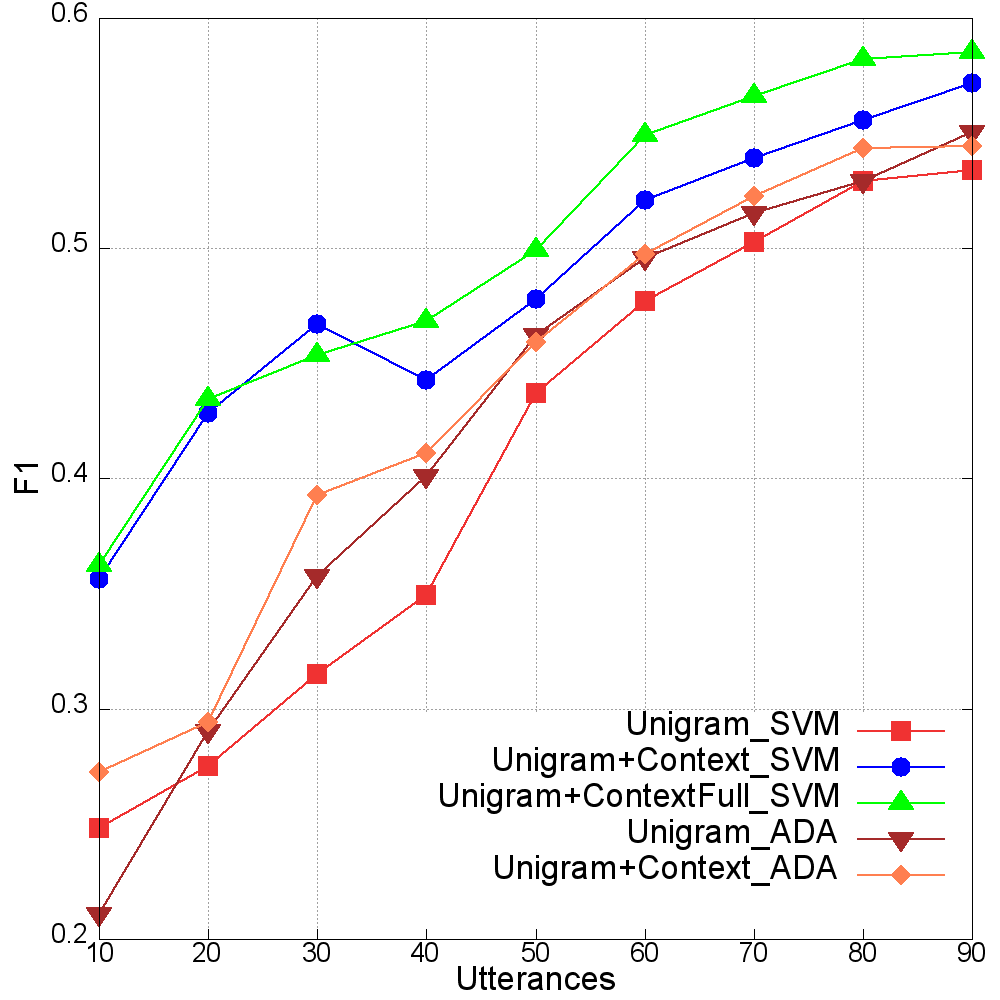 0.6
0.5
0.4
0.3
0.2
F1
Unigram_SVM
Unigram+Context_SVM
Unigram+ContextFull_SVM
Unigram_ADA
Unigram+Context_ADA
10 20 30 40 50 60 70 80 90
Utterances